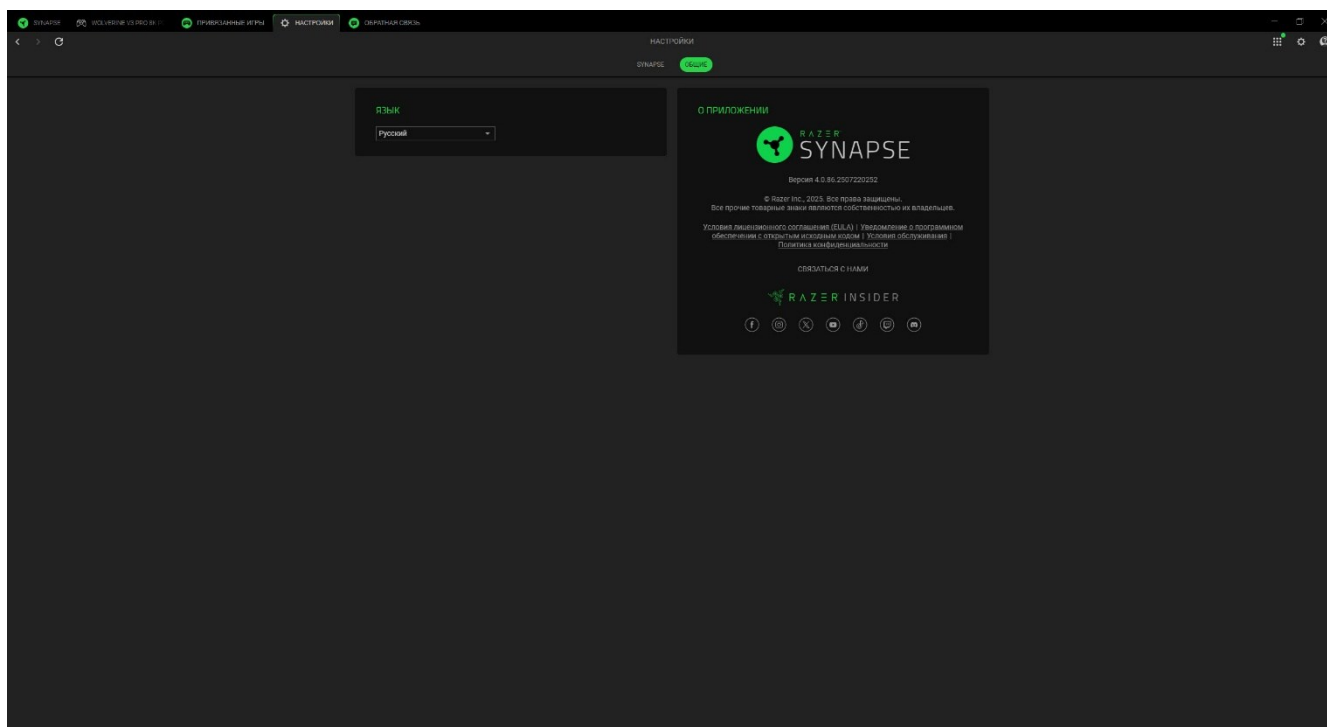 SYNAPSE WOLVERINE V3 PRO 8K P ПРИВЯЗАННЫЕ ИГРЫ НАСТРОЙКИ ОБРАТНАЯ СВЯЗЬ
НАСТРОЙКИ
SYNAPSE ОБЩИЕ
ЯЗЫК
Русский
О ПРИЛОЖЕНИИ
RAZER
SYNAPSE
Версия 4.0.86.2507220252
© Razer Inc., 2025. Все права защищены.
Все прочие товарные знаки являются собственностью их владельцев.
Условия лицензионного соглашения (EULA) | Уведомление о программном
обеспечении с открытым исходным кодом | Условия обслуживания |
Политика конфиденциальности
СВЯЗАТЬСЯ С НАМИ
RAZER INSIDER